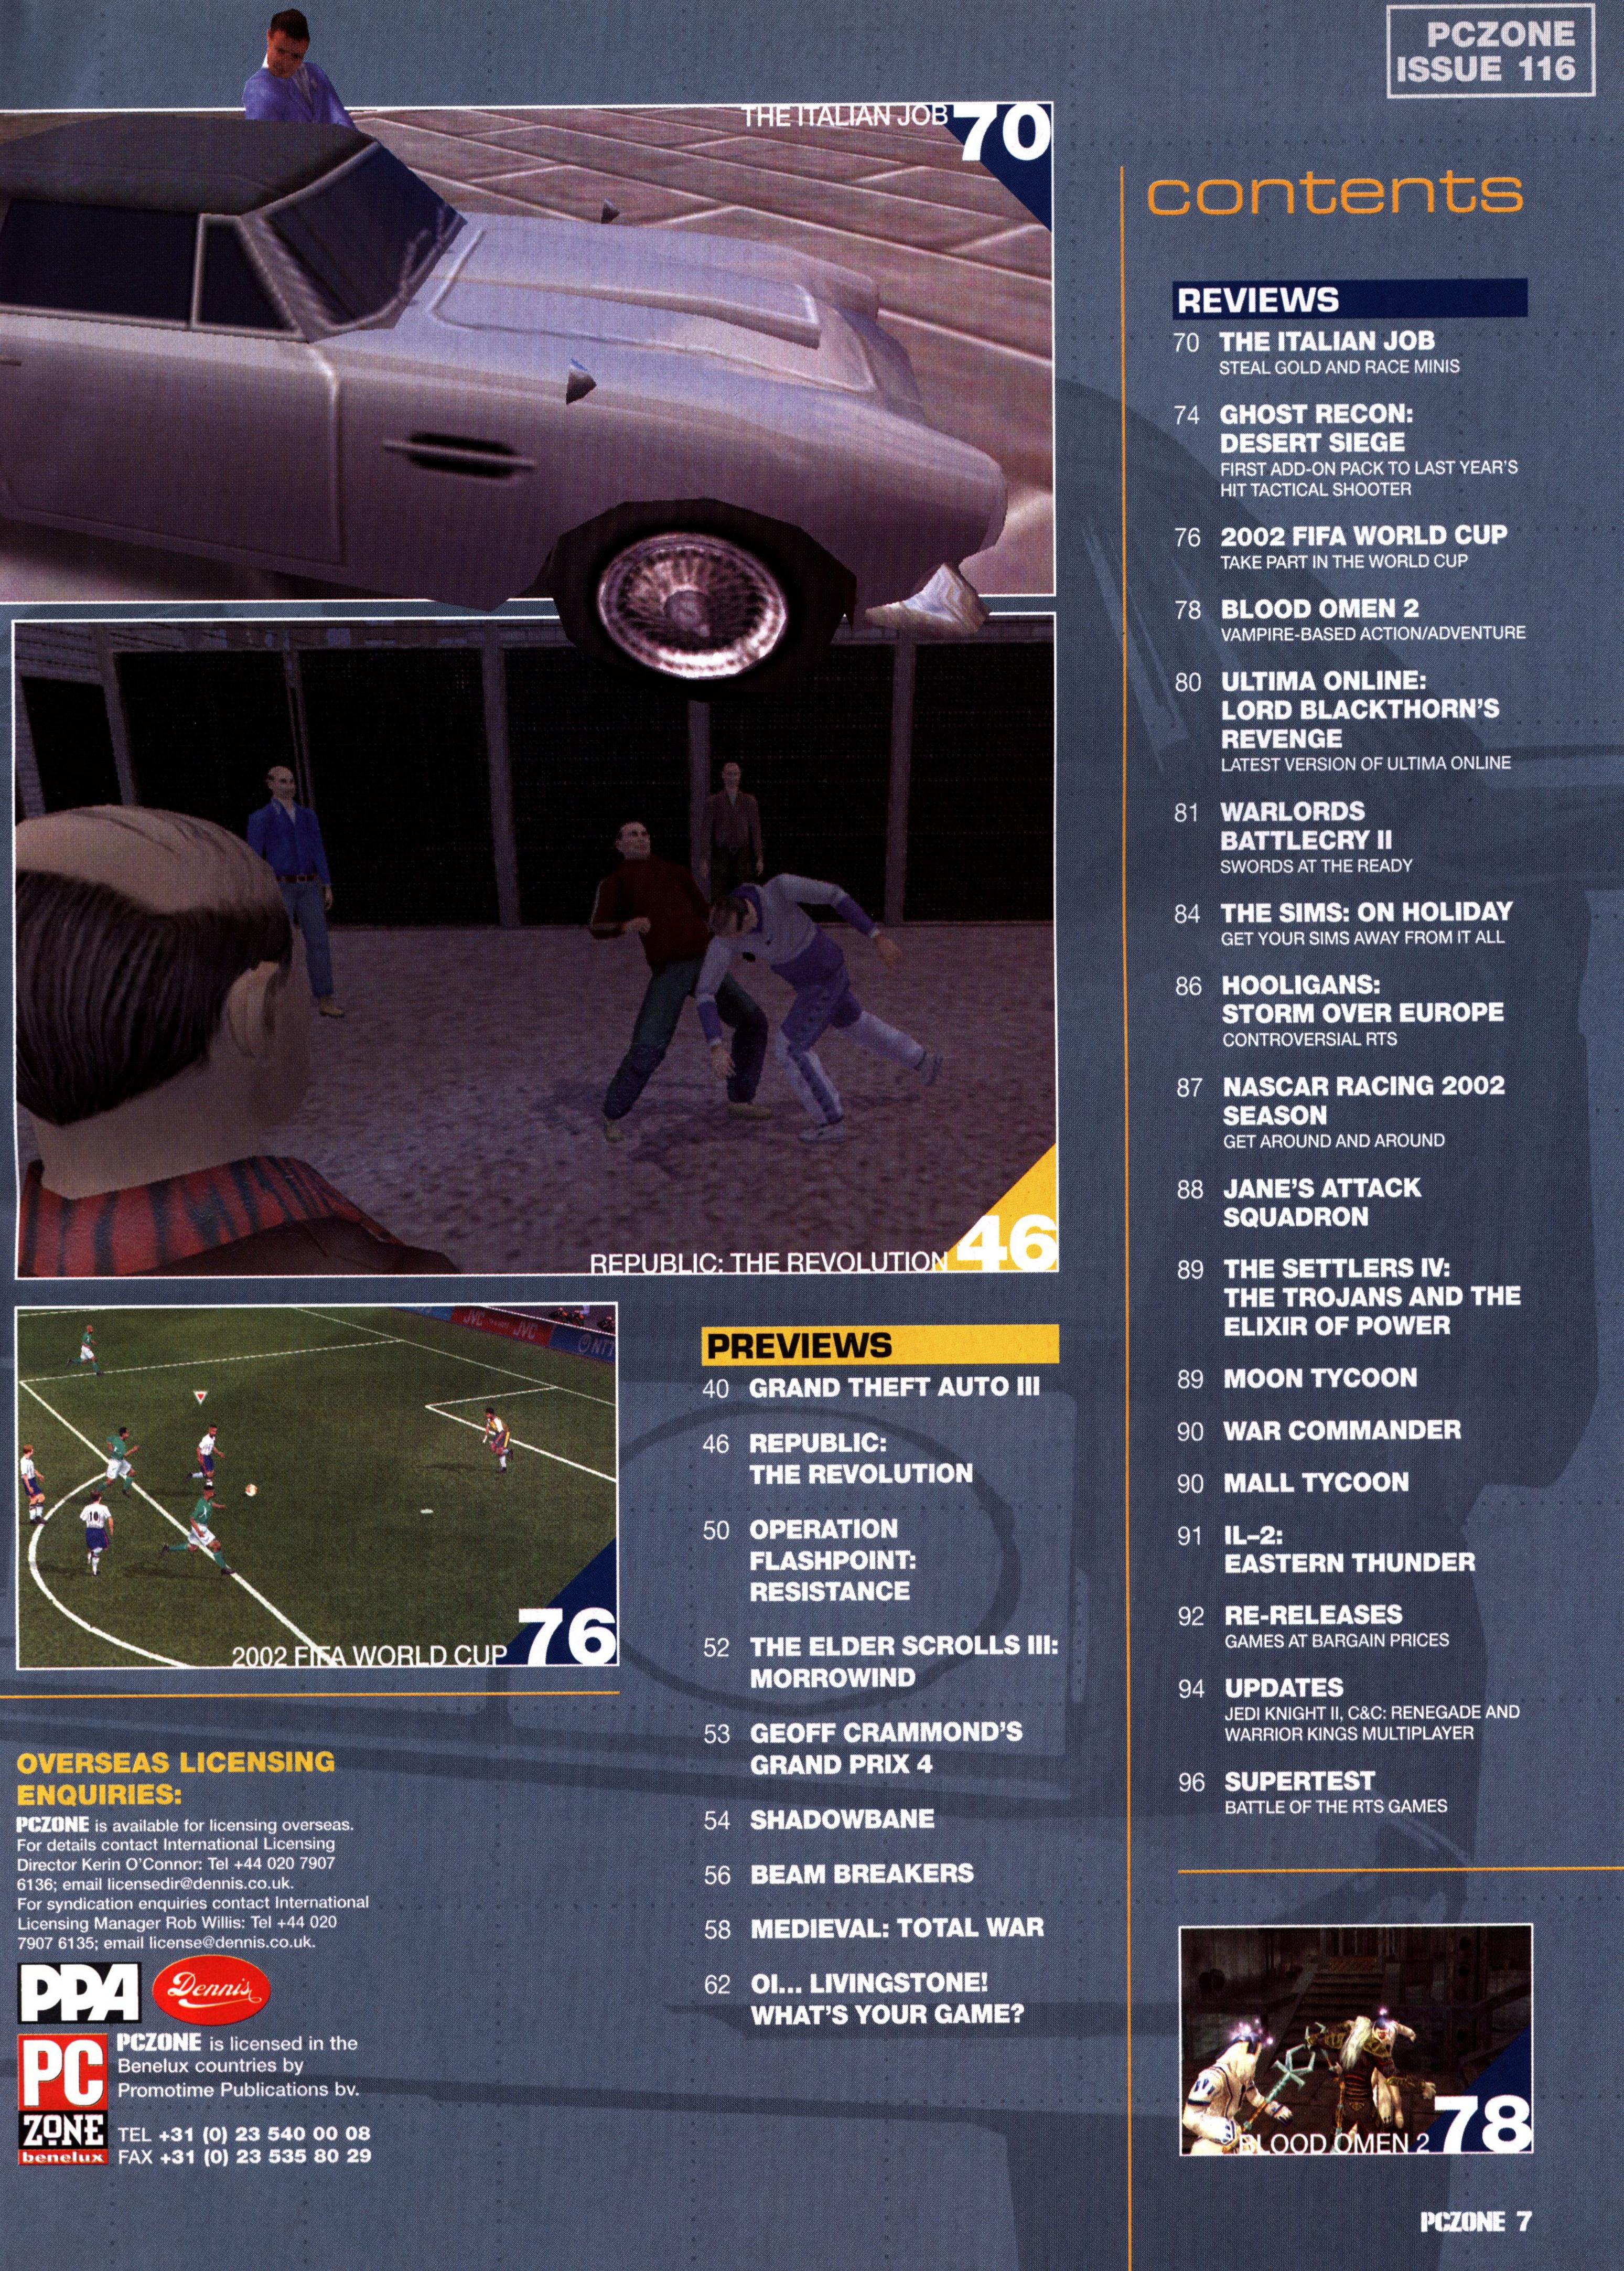 PCZONE
ISSUE 116
THE ITALIAN JOB 70
REPUBLIC: THE REVOLUTION 46
JVC
JVC
10
2002 FIFA WORLD CUP 76
OVERSEAS LICENSING
ENQUIRIES:
PCZONE is available for licensing overseas.
For details contact International Licensing
Director Kerin O'Connor: Tel +44 020 7907
6136; email licensedir@dennis.co.uk.
For syndication enquiries contact International
Licensing Manager Rob Willis: Tel +44 020
7907 6135; email license@dennis.co.uk.
PPA
Dennis
PC
ZONE
benelux
PCZONE is licensed in the
Benelux countries by
Promotime Publications bv.
TEL +31 (0) 23 540 00 08
FAX +31 (0) 23 535 80 29
PREVIEWS
40 GRAND THEFT AUTO III
46 REPUBLIC:
THE REVOLUTION
50 OPERATION
FLASHPOINT:
RESISTANCE
52 THE ELDER SCROLLS III:
MORROWIND
53 GEOFF CRAMMOND'S
GRAND PRIX 4
54 SHADOWBANE
56 BEAM BREAKERS
58 MEDIEVAL: TOTAL WAR
62 OI... LIVINGSTONE!
WHAT'S YOUR GAME?
contents
REVIEWS
70 THE ITALIAN JOB
STEAL GOLD AND RACE MINIS
74 GHOST RECON:
DESERT SIEGE
FIRST ADD-ON PACK TO LAST YEAR'S
HIT TACTICAL SHOOTER
76 2002 FIFA WORLD CUP
TAKE PART IN THE WORLD CUP
78 BLOOD OMEN 2
VAMPIRE-BASED ACTION/ADVENTURE
80 ULTIMA ONLINE:
LORD BLACKTHORN'S
REVENGE
LATEST VERSION OF ULTIMA ONLINE
81 WARLORDS
BATTLECRY II
SWORDS AT THE READY
84 THE SIMS: ON HOLIDAY
GET YOUR SIMS AWAY FROM IT ALL
86 HOOLIGANS:
STORM OVER EUROPE
CONTROVERSIAL RTS
87 NASCAR RACING 2002
SEASON
GET AROUND AND AROUND
88 JANE'S ATTACK
SQUADRON
89 THE SETTLERS IV:
THE TROJANS AND THE
ELIXIR OF POWER
89 MOON TYCOON
90 WAR COMMANDER
90 MALL TYCOON
91 IL-2:
EASTERN THUNDER
92 RE-RELEASES
GAMES AT BARGAIN PRICES
94 UPDATES
JEDI KNIGHT II, C&C: RENEGADE AND
WARRIOR KINGS MULTIPLAYER
96 SUPERTEST
BATTLE OF THE RTS GAMES
BLOOD OMEN 2 78
PCZONE 7